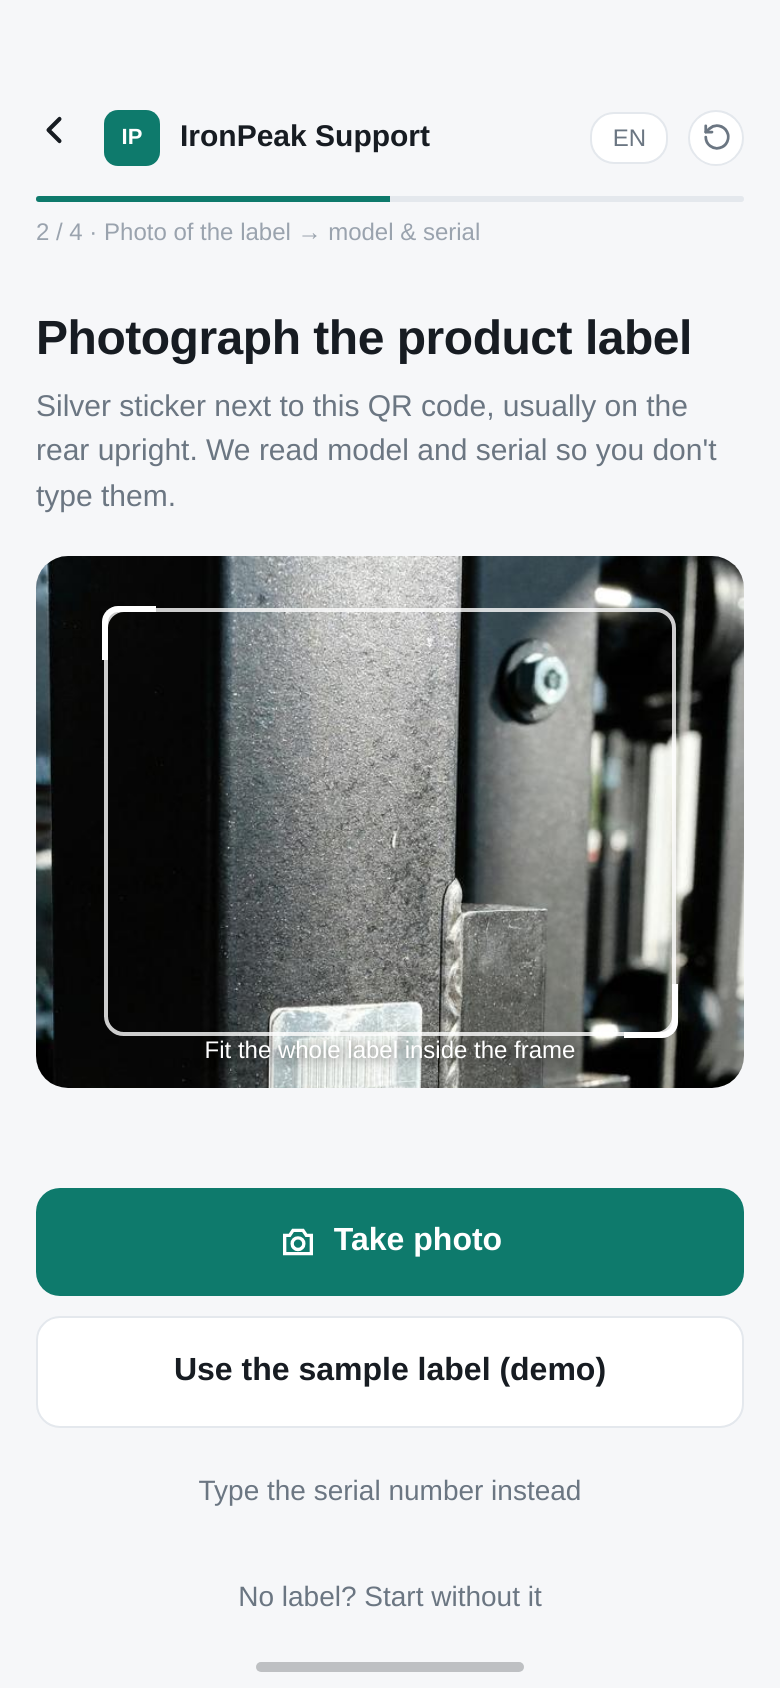 IP IronPeak Support EN
2 / 4 · Photo of the label → model & serial
Photograph the product label
Silver sticker next to this QR code, usually on the
rear upright. We read model and serial so you don't
type them.
Fit the whole label inside the frame
Take photo
Use the sample label (demo)
Type the serial number instead
No label? Start without it